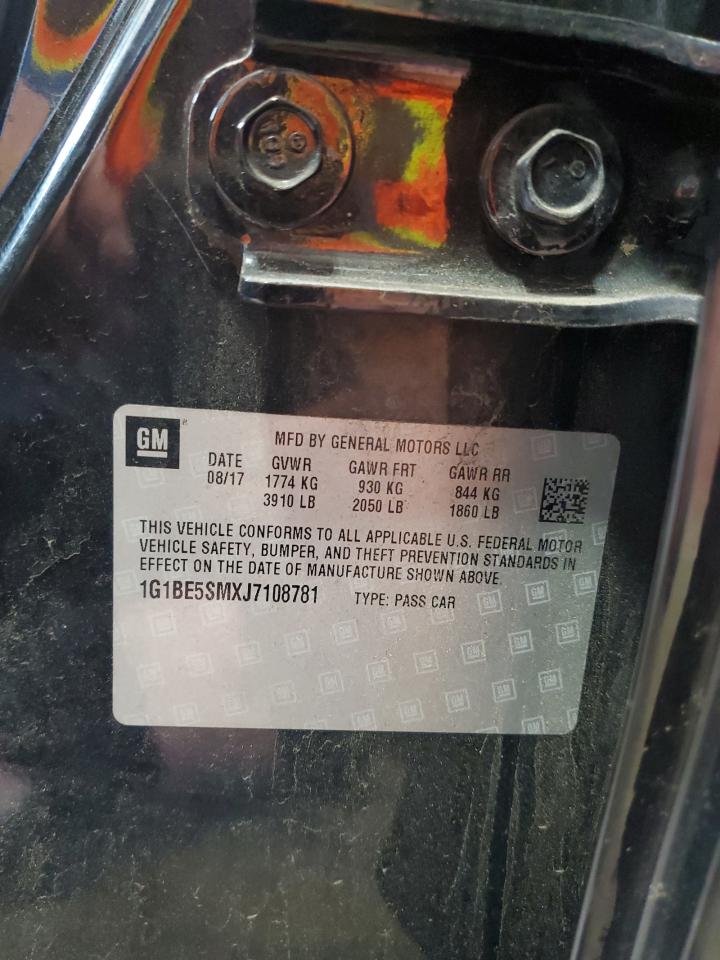 GM
MFD BY GENERAL MOTORS LLC
DATE GVWR GAWR FRT GAWR RR
08/17 1774 KG 930 KG 844 KG
3910 LB 2050 LB 1860 LB
THIS VEHICLE CONFORMS TO ALL APPLICABLE U.S. FEDERAL MOTOR
VEHICLE SAFETY, BUMPER, AND THEFT PREVENTION STANDARDS IN
EFFECT ON THE DATE OF MANUFACTURE SHOWN ABOVE.
1G1BE5SMXJ7108781 TYPE: PASS CAR